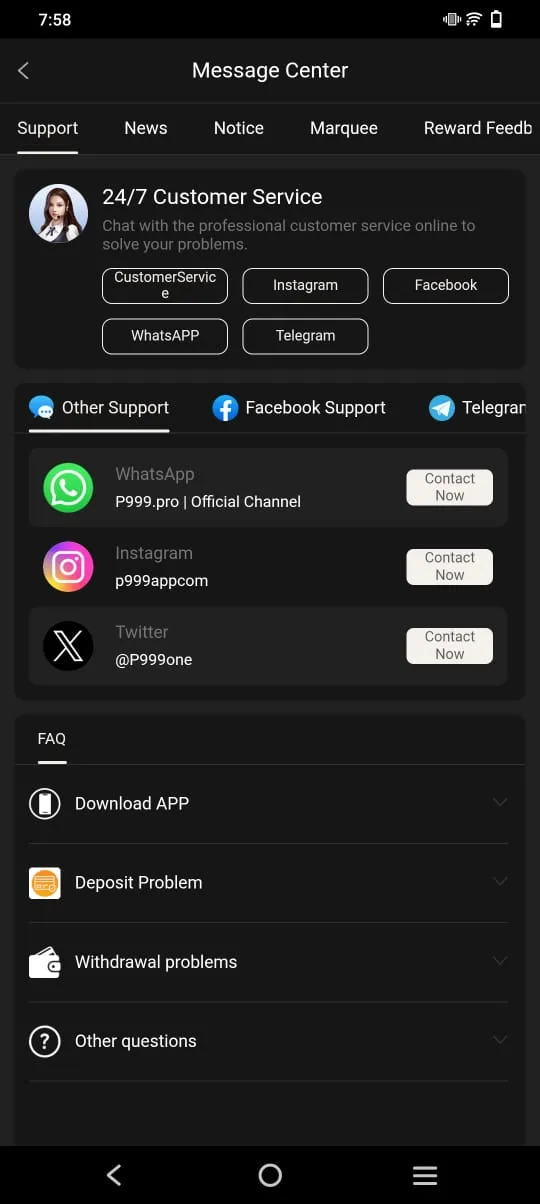 7:58
Message Center
Support News Notice Marquee Reward Feedb
24/7 Customer Service
Chat with the professional customer service online to
solve your problems.
CustomerServic
e
Instagram
Facebook
WhatsAPP
Telegram
Other Support Facebook Support Telegram
WhatsApp
P999.pro | Official Channel
Contact
Now
Instagram
p999appcom
Contact
Now
Twitter
@P999one
Contact
Now
FAQ
Download APP
Deposit Problem
Withdrawal problems
Other questions